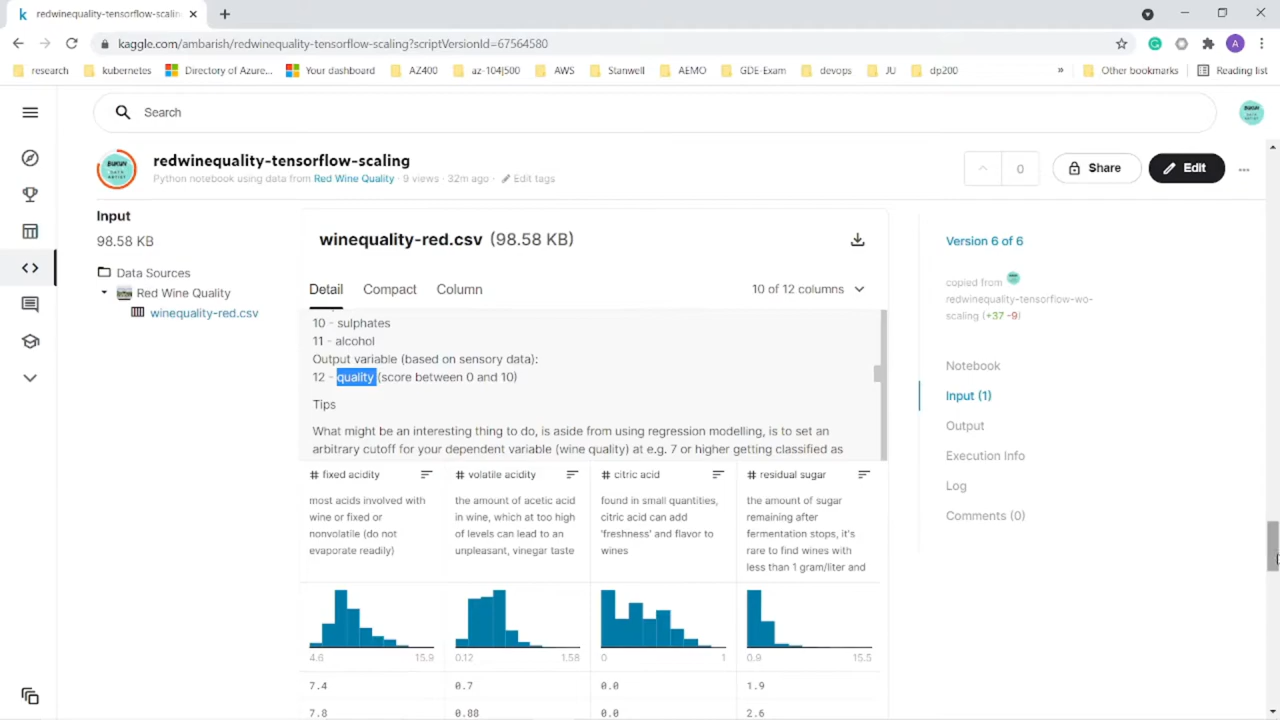 redwinequality-tensorflow-scalin
kaggle.com/ambarish/redwinequality-tensorflow-scaling?scriptVersionId=67564580
A
research
kubernetes
Directory of Azure...
Your dashboard
AZ400
az-104|500
AWS
Stanwell
AEMO
GDE-Exam
devops
JU
dp200
»
Other bookmarks
Reading list
Search
redwinequality-tensorflow-scaling
Python notebook using data from Red Wine Quality · 9 views · 32m ago · Edit tags
0
Share
Edit
Input
98.58 KB
Data Sources
Red Wine Quality
winequality-red.csv
winequality-red.csv (98.58 KB)
Detail
Compact
Column
10 of 12 columns
10 - sulphates
11 - alcohol
Output variable (based on sensory data):
12 - quality (score between 0 and 10)
Tips
What might be an interesting thing to do, is aside from using regression modelling, is to set an
arbitrary cutoff for your dependent variable (wine quality) at e.g. 7 or higher getting classified as
# fixed acidity
most acids involved with
wine or fixed or
nonvolatile (do not
evaporate readily)
4.6 15.9
7.4
7.8
# volatile acidity
the amount of acetic acid
in wine, which at too high
of levels can lead to an
unpleasant, vinegar taste
0.12 1.58
0.7
0.88
# citric acid
found in small quantities,
citric acid can add
'freshness' and flavor to
wines
0 1
0.0
0.0
# residual sugar
the amount of sugar
remaining after
fermentation stops, it's
rare to find wines with
less than 1 gram/liter and
0.9 15.5
1.9
2.6
Version 6 of 6
copied from
redwinequality-tensorflow-wo-
scaling (+37 -9)
Notebook
Input (1)
Output
Execution Info
Log
Comments (0)